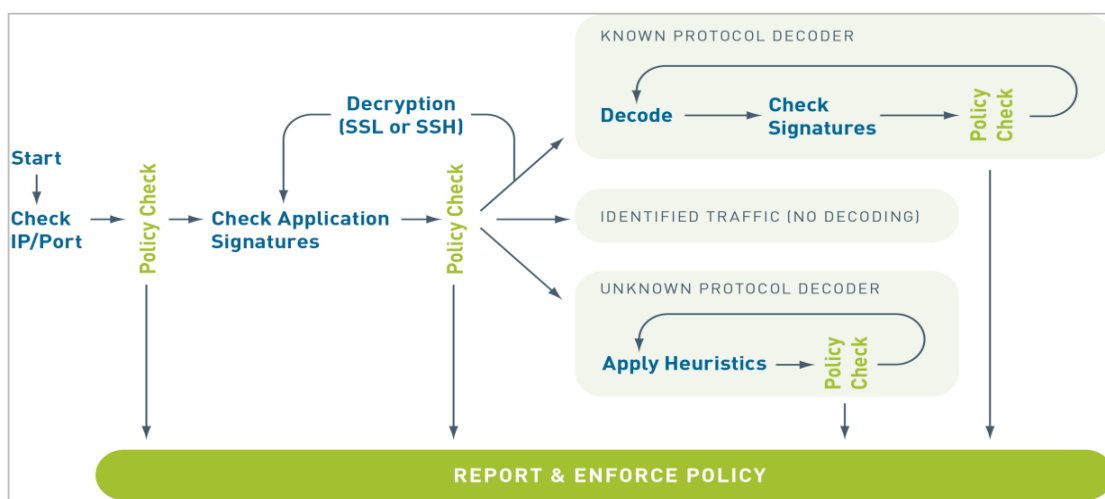 KNOWN PROTOCOL DECODER
Decryption
(SSL or SSH)
Decode
Check
Signatures
Policy
Check
Start
Check
IP/Port
Policy Check
Check Application
Signatures
Policy Check
IDENTIFIED TRAFFIC (NO DECODING)
UNKNOWN PROTOCOL DECODER
Apply Heuristics
Policy
Check
REPORT & ENFORCE POLICY